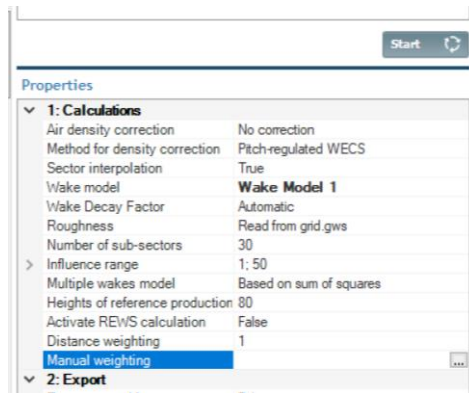 Start
Properties
1: Calculations
Air density correction No correction
Method for density correction Pitch-regulated WECS
Sector interpolation True
Wake model Wake Model 1
Wake Decay Factor Automatic
Roughness Read from grid.gws
Number of sub-sectors 30
Influence range 1; 50
Multiple wakes model Based on sum of squares
Heights of reference production 80
Activate REWS calculation False
Distance weighting 1
Manual weighting ...
2: Export